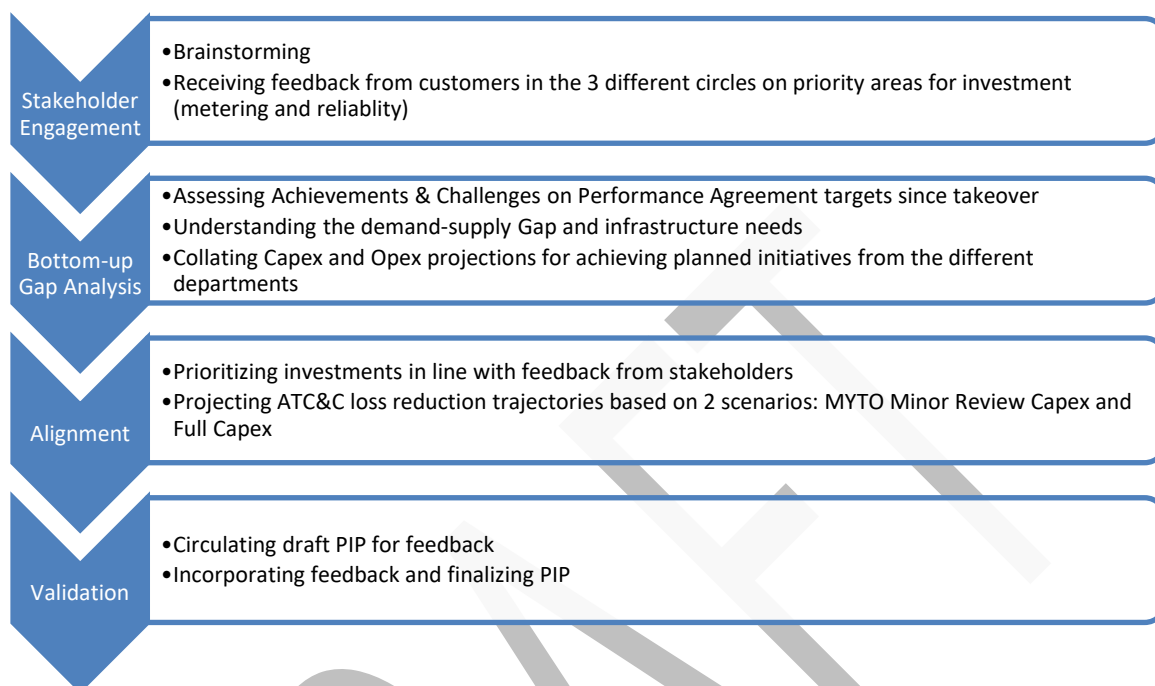 Stakeholder
Engagement
•Brainstorming
•Receiving feedback from customers in the 3 different circles on priority areas for investment
(metering and reliablity)
Bottom-up
Gap Analysis
•Assessing Achievements & Challenges on Performance Agreement targets since takeover
•Understanding the demand-supply Gap and infrastructure needs
•Collating Capex and Opex projections for achieving planned initiatives from the different
departments
Alignment
•Prioritizing investments in line with feedback from stakeholders
•Projecting ATC&C loss reduction trajectories based on 2 scenarios: MYTO Minor Review Capex and
Full Capex
Validation
•Circulating draft PIP for feedback
•Incorporating feedback and finalizing PIP